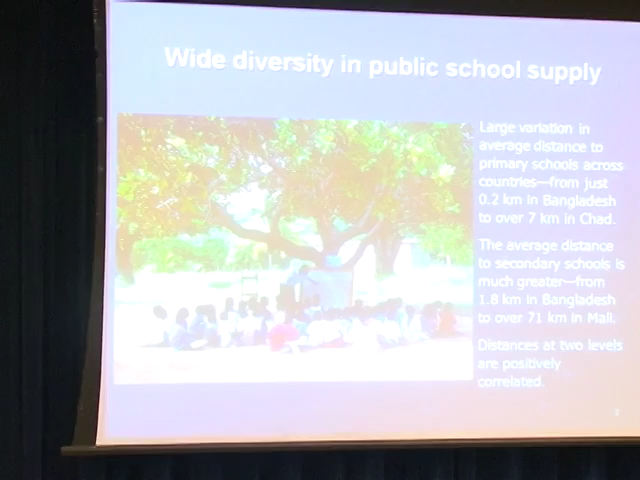 Wide diversity in public school supply
Large variation in
average distance to
primary schools across
countries—from just
0.2 km in Bangladesh
to over 7 km in Chad.
The average distance
to secondary schools is
much greater—from
1.8 km in Bangladesh
to over 71 km in Mali.
Distances at two levels
are positively
correlated.